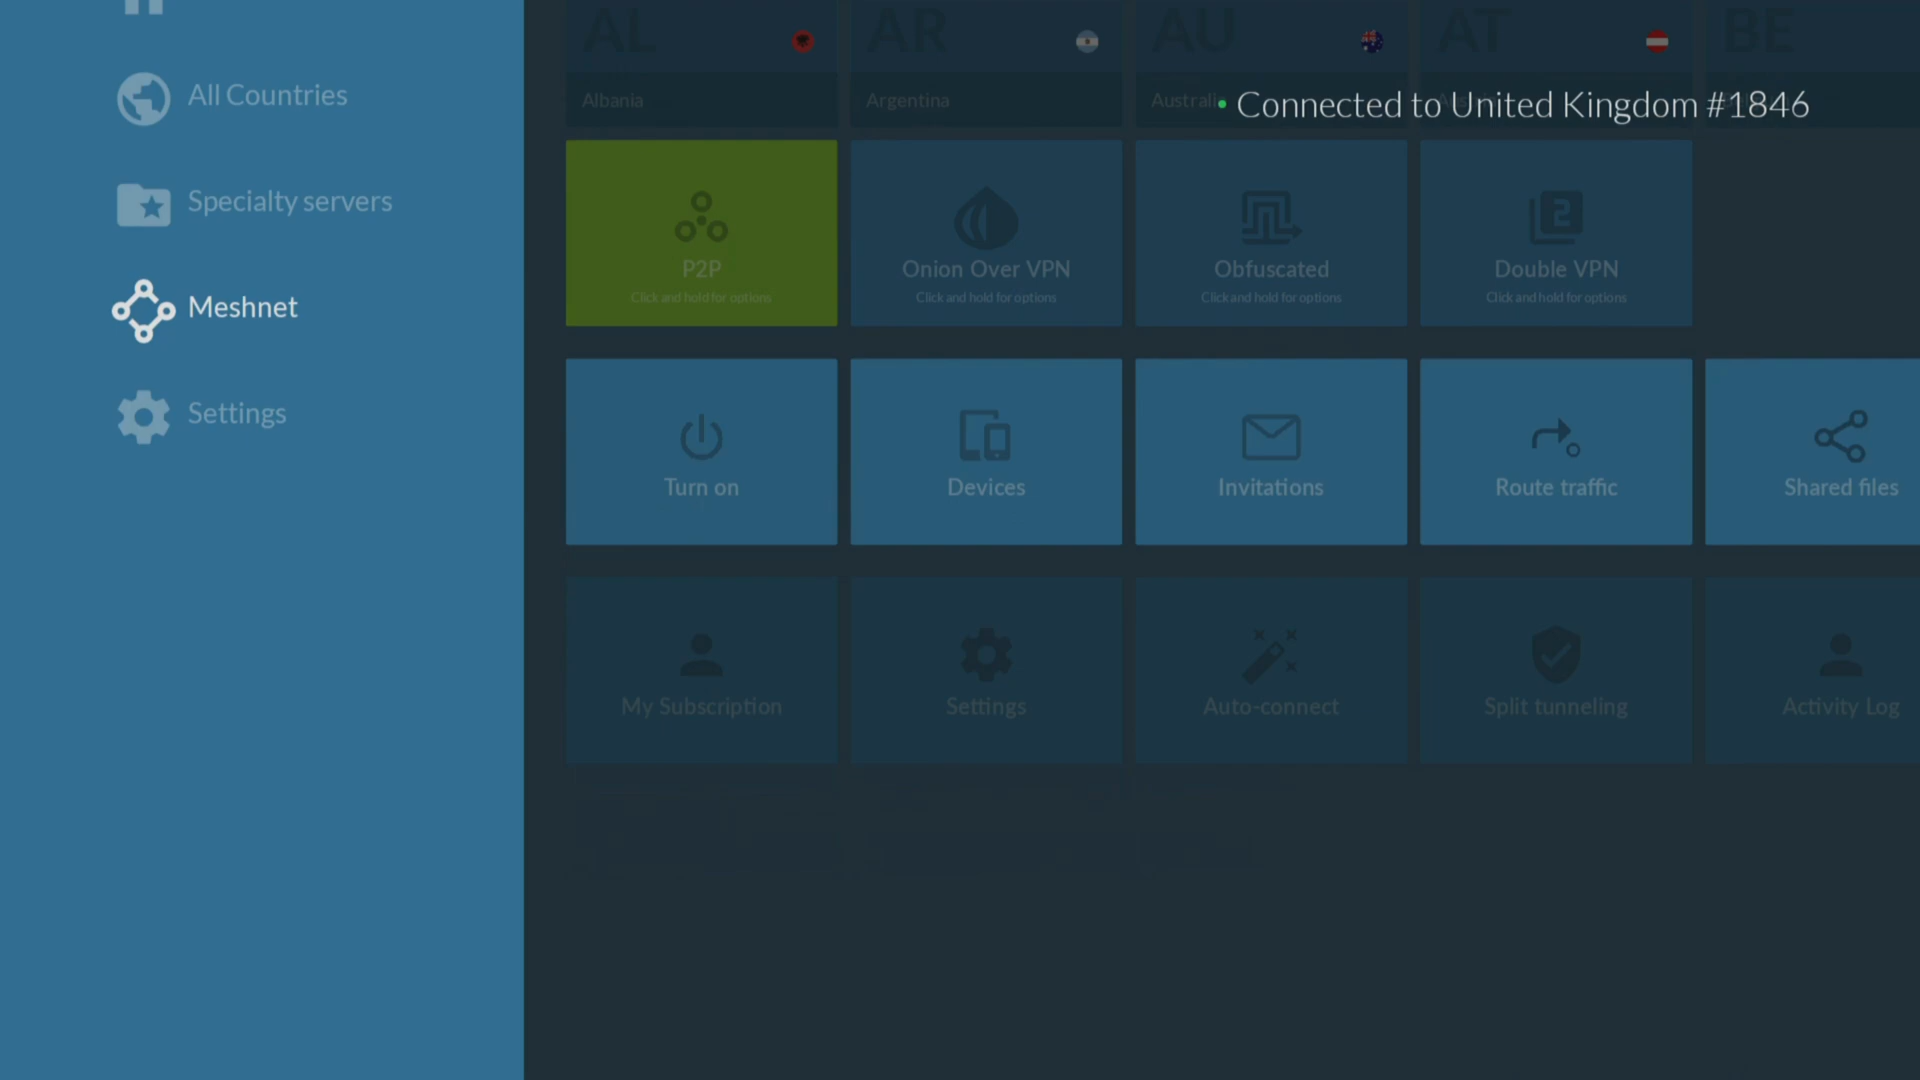 All Countries
Specialty servers
Meshnet
Settings
AL
AR
AU
AT
BE
Albania
Argentina
Australia
Connected to United Kingdom #1846
P2P
Click and hold for options
Onion Over VPN
Click and hold for options
Obfuscated
Click and hold for options
Double VPN
Click and hold for options
Turn on
Devices
Invitations
Route traffic
Shared files
My Subscription
Settings
Auto-connect
Split tunneling
Activity Log